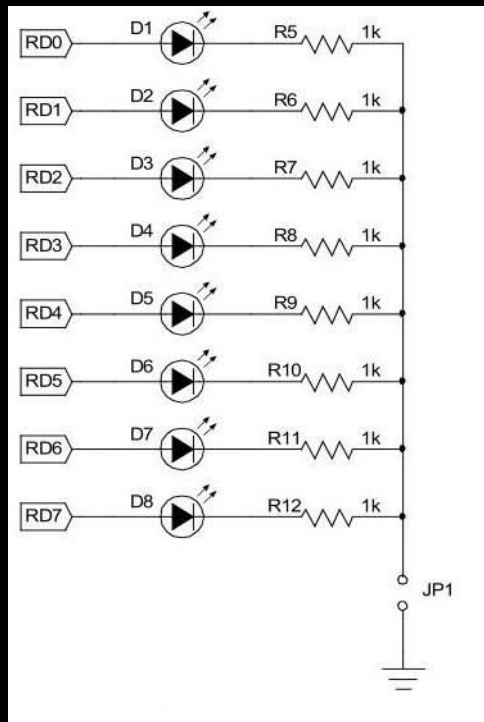 RD0 D1 R5 1k
RD1 D2 R6 1k
RD2 D3 R7 1k
RD3 D4 R8 1k
RD4 D5 R9 1k
RD5 D6 R10 1k
RD6 D7 R11 1k
RD7 D8 R12 1k
JP1